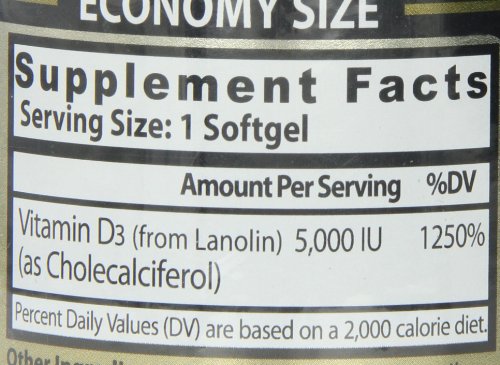 ECONOMY SIZE
Supplement Facts
Serving Size: 1 Softgel
Amount Per Serving %DV
Vitamin D3 (from Lanolin) 5,000 IU 1250%
(as Cholecalciferol)
Percent Daily Values (DV) are based on a 2,000 calorie diet.
Other